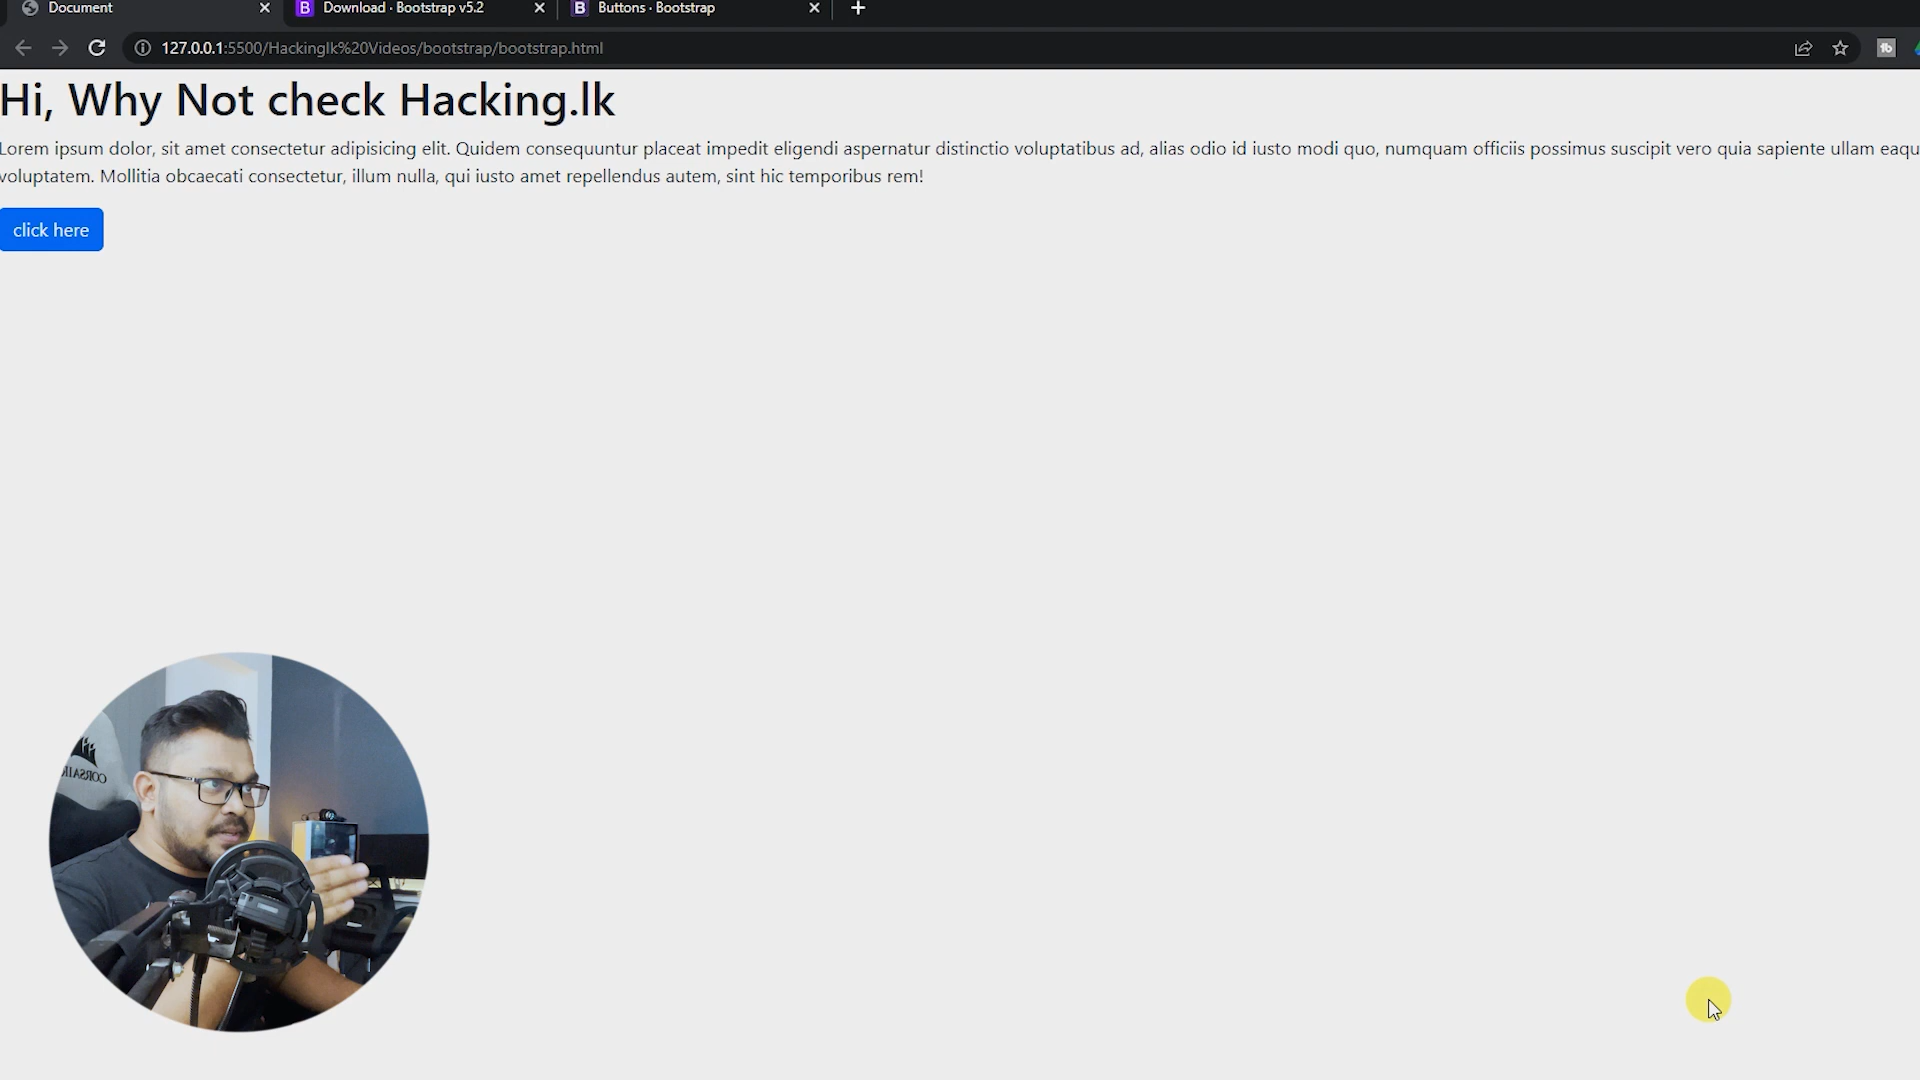 Document
Download · Bootstrap v5.2
Buttons · Bootstrap
127.0.0.1:5500/Hackinglk%20Videos/bootstrap/bootstrap.html
Hi, Why Not check Hacking.lk
Lorem ipsum dolor, sit amet consectetur adipisicing elit. Quidem consequuntur placeat impedit eligendi aspernatur distinctio voluptatibus ad, alias odio id iusto modi quo, numquam officiis possimus suscipit vero quia sapiente ullam eaqu
voluptatem. Mollitia obcaecati consectetur, illum nulla, qui iusto amet repellendus autem, sint hic temporibus rem!
click here
CORSAIR